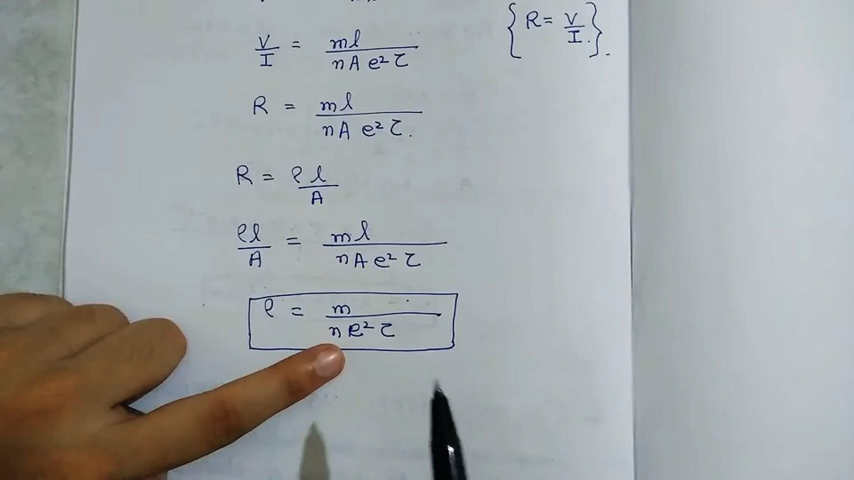 V/I = ml / nAe²τ
{R = V/I.}.
R = ml / nAe²τ.
R = ρl / A
ρl / A = ml / nAe²τ
ρ = m / ne²τ